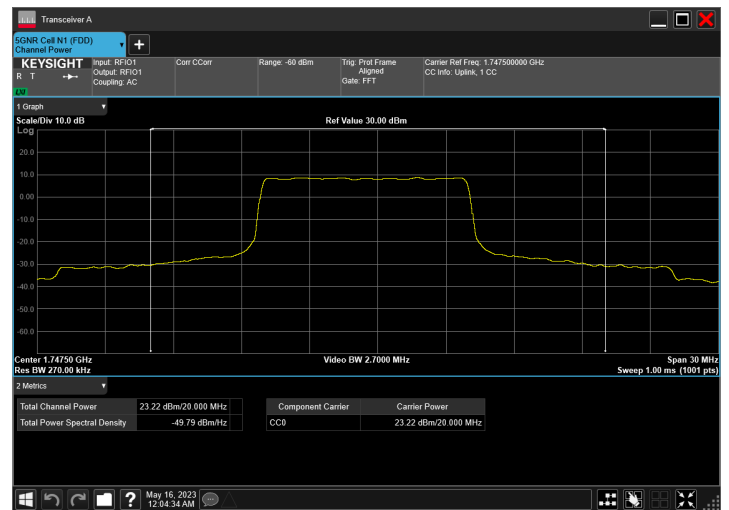 Transceiver A
5GNR Cell N1 (FDD)
Channel Power
KEYSIGHT
R T
LXI
Input: RFIO1
Output: RFIO1
Coupling: AC
Corr CCorr
Range: -60 dBm
Trig: Prot Frame
Aligned
Gate: FFT
Carrier Ref Freq: 1.747500000 GHz
CC Info: Uplink, 1 CC
1 Graph
Scale/Div 10.0 dB
Ref Value 30.00 dBm
Log
20.0
10.0
0.00
-10.0
-20.0
-30.0
-40.0
-50.0
-60.0
Center 1.74750 GHz
Video BW 2.7000 MHz
Span 30 MHz
Res BW 270.00 kHz
Sweep 1.00 ms (1001 pts)
2 Metrics
Total Channel Power 23.22 dBm/20.000 MHz
Total Power Spectral Density -49.79 dBm/Hz
Component Carrier Carrier Power
CC0 23.22 dBm/20.000 MHz
May 16, 2023
12:04:34 AM